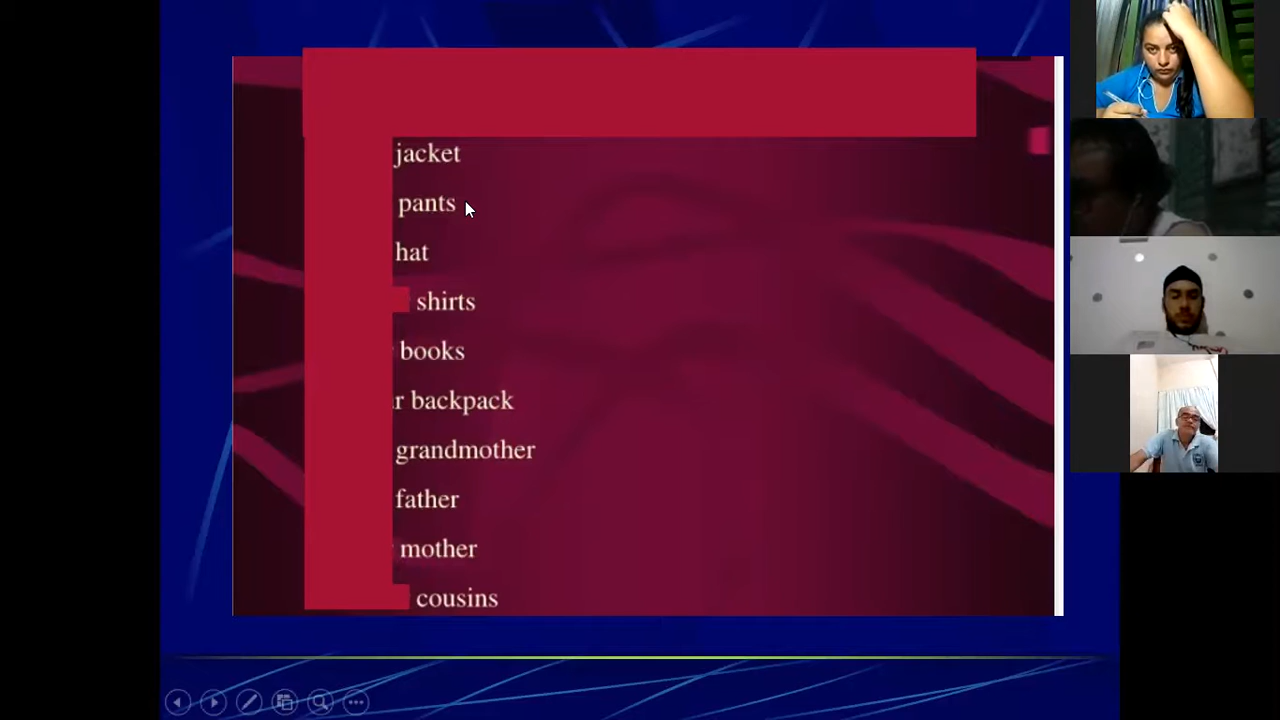 jacket
pants
hat
shirts
books
r backpack
grandmother
father
mother
cousins